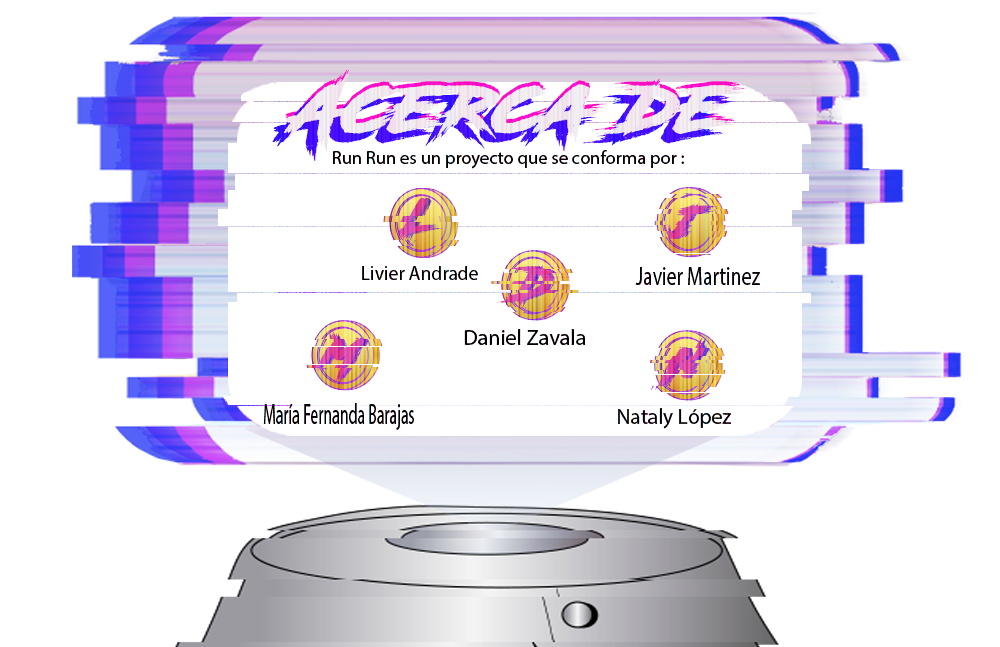 ACERCA DE
Run Run es un proyecto que se conforma por :
L
J
Livier Andrade
Javier Martinez
D
Daniel Zavala
M
N
María Fernanda Barajas
Nataly López